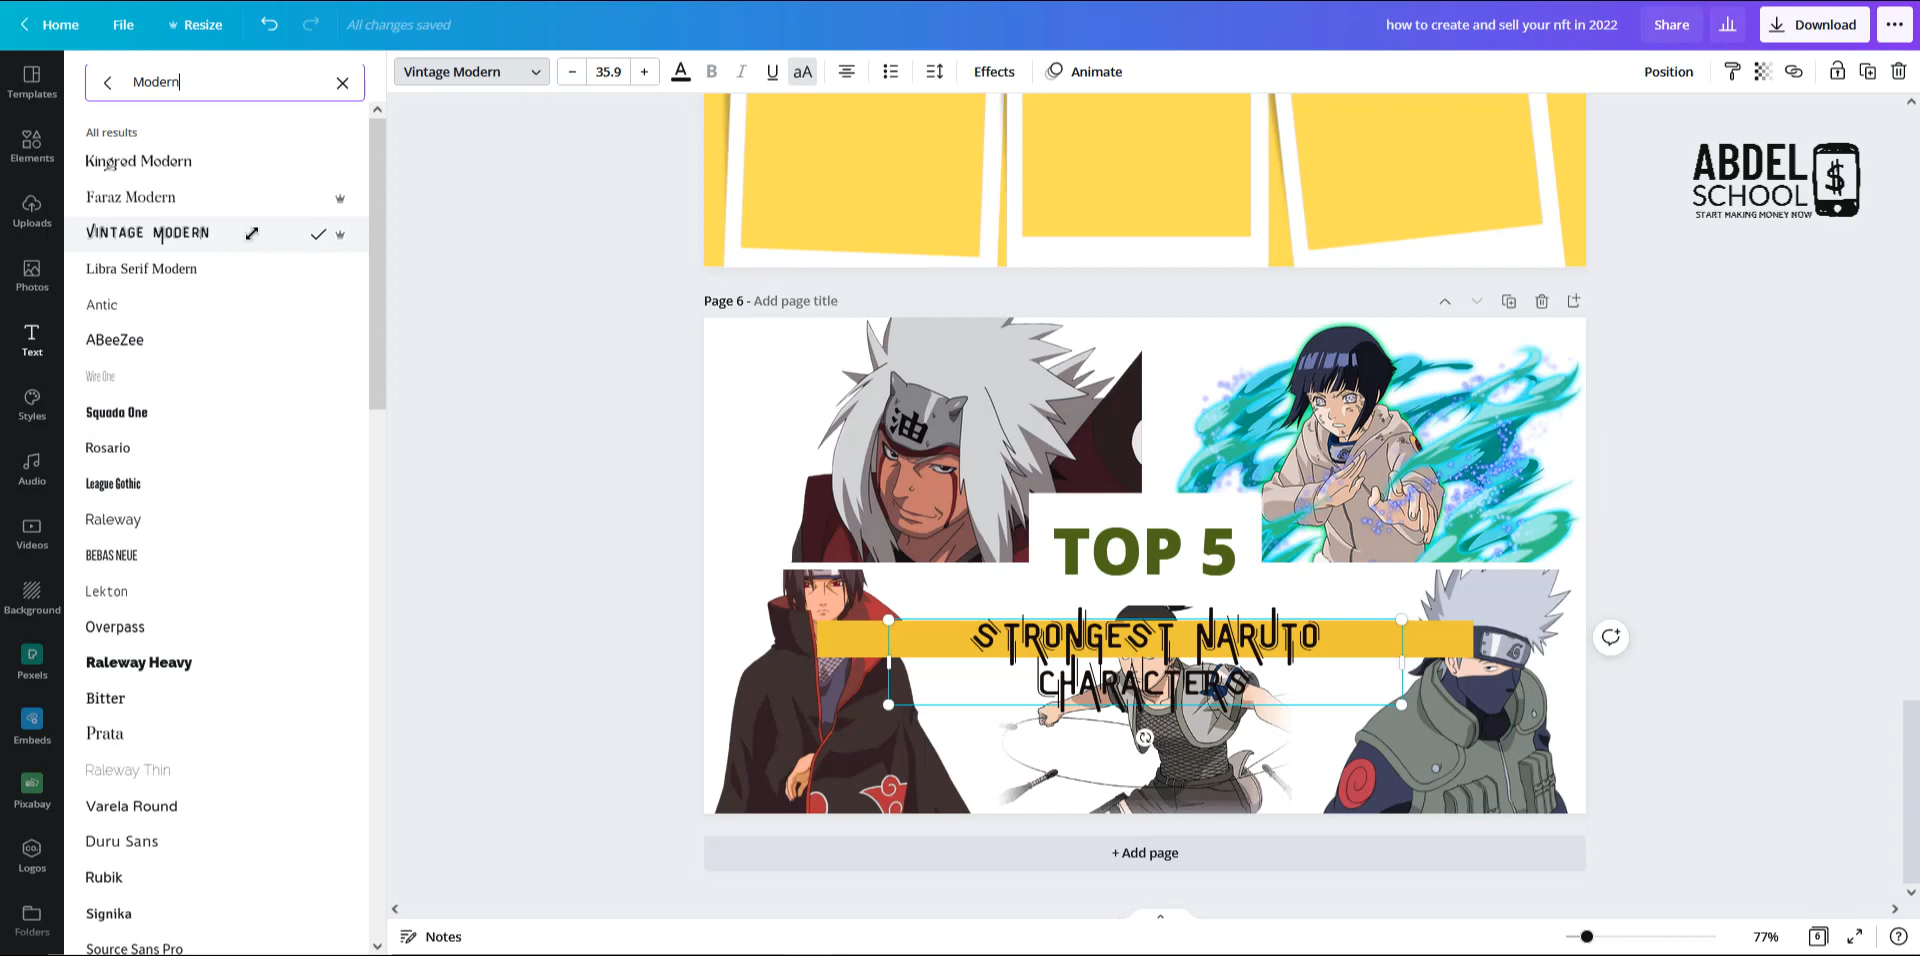 Home
File
Resize
All changes saved
how to create and sell your nft in 2022
Share
Download
Vintage Modern
–
35.9
+
A
B
I
U
aA
Effects
Animate
Position
Modern
All results
Kingred Modern
Faraz Modern
VINTAGE MODERN
Libra Serif Modern
Antic
ABeeZee
Wire One
Squada One
Rosario
League Gothic
Raleway
BEBAS NEUE
Lekton
Overpass
Raleway Heavy
Bitter
Prata
Raleway Thin
Varela Round
Duru Sans
Rubik
Signika
Source Sans Pro
Templates
Elements
Uploads
Photos
Text
Styles
Audio
Videos
Background
Pexels
Embeds
Pixabay
Logos
Folders
ABDEL
SCHOOL
START MAKING MONEY NOW
$
Page 6 - Add page title
油
TOP 5
STRONGEST NARUTO
CHARACTERS
+ Add page
Notes
77%
6
?